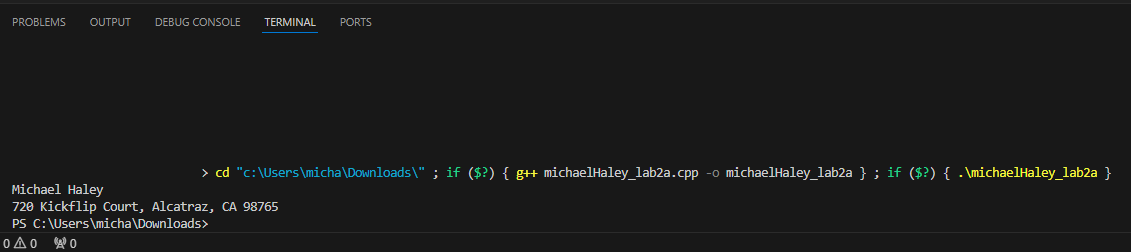 PROBLEMS OUTPUT DEBUG CONSOLE TERMINAL PORTS
> cd "c:\Users\micha\Downloads\" ; if ($?) { g++ michaelHaley_lab2a.cpp -o michaelHaley_lab2a } ; if ($?) { .\michaelHaley_lab2a }
Michael Haley
720 Kickflip Court, Alcatraz, CA 98765
PS C:\Users\micha\Downloads>
0 0 0